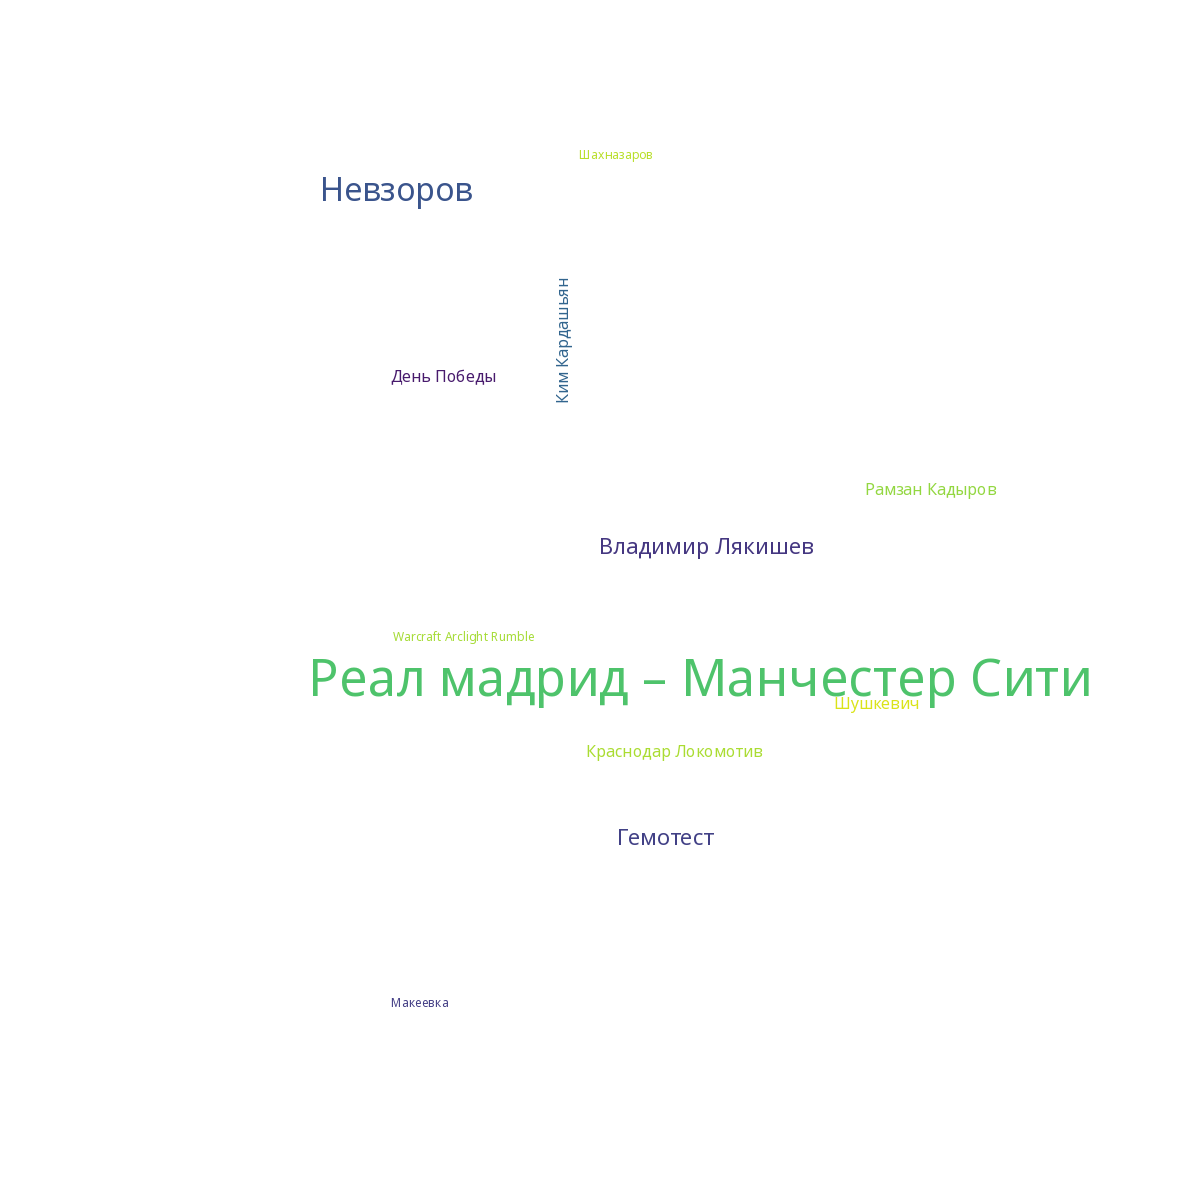 Шахназаров
Невзоров
Ким Кардашьян
День Победы
Рамзан Кадыров
Владимир Лякишев
Warcraft Arclight Rumble
Реал мадрид – Манчестер Сити
Шушкевич
Краснодар Локомотив
Гемотест
Макеевка